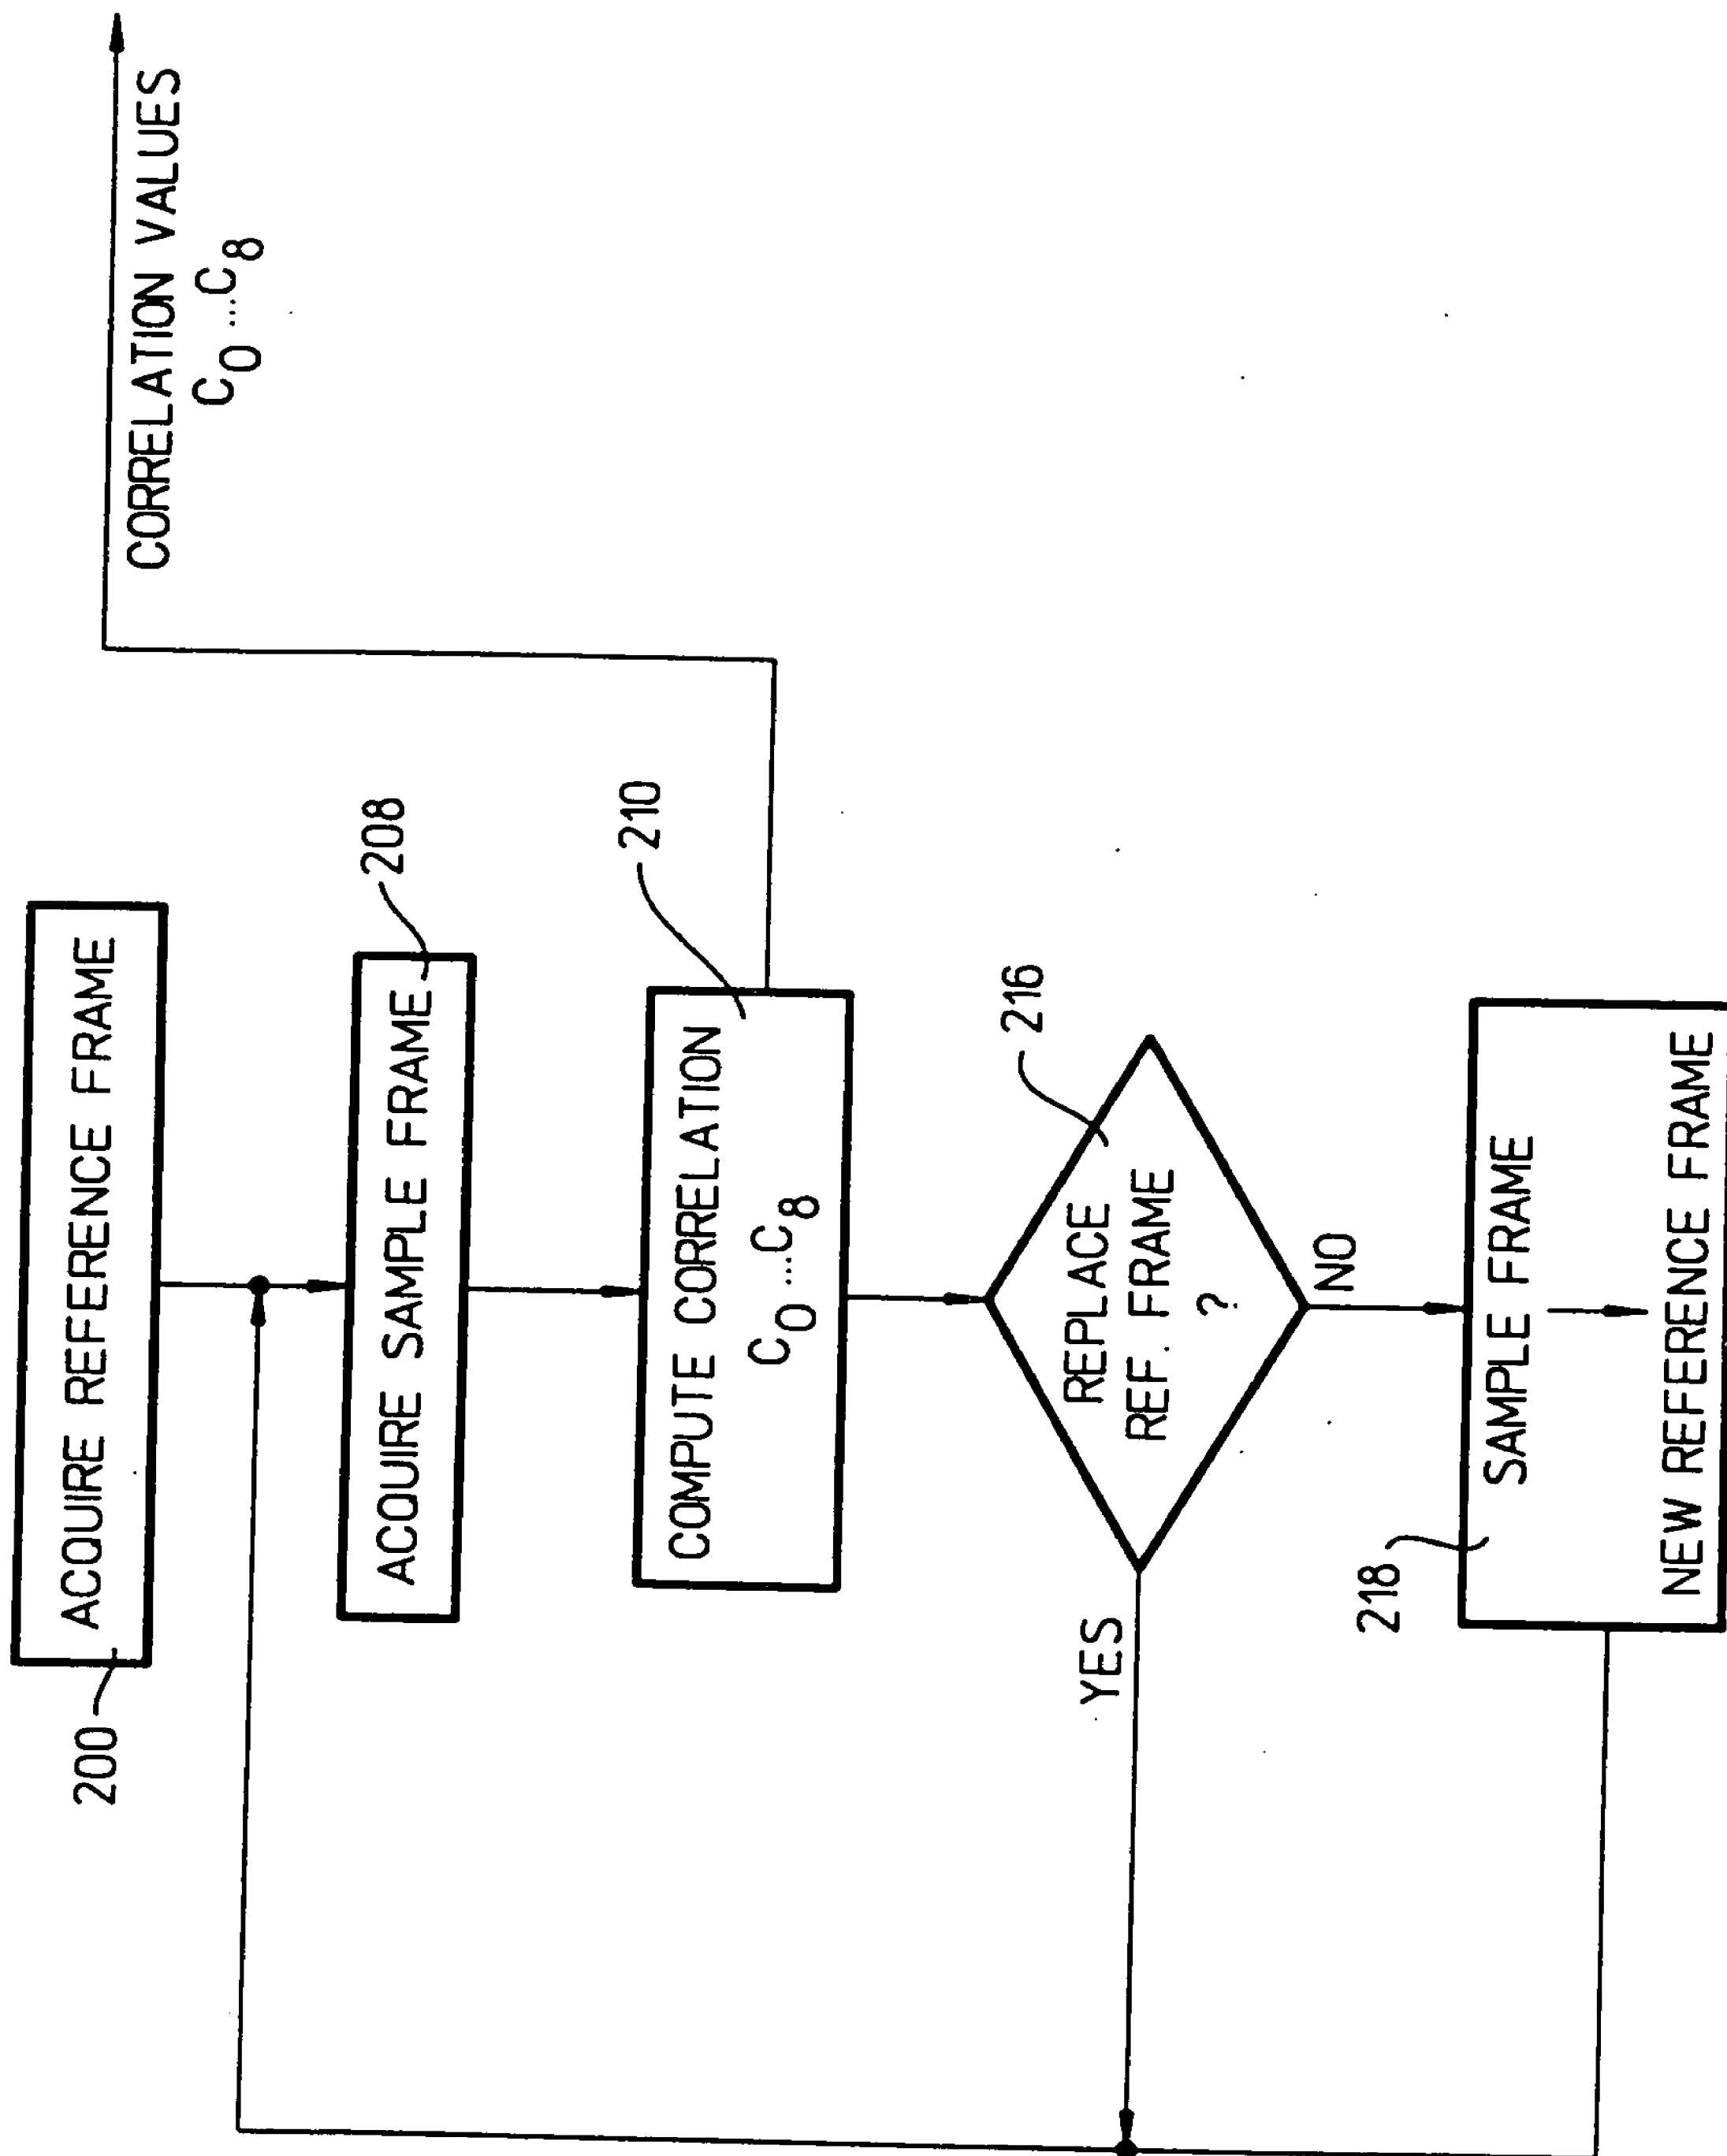 200
ACQUIRE REFERENCE FRAME
ACQUIRE SAMPLE FRAME
208
COMPUTE CORRELATION
C0 ...C8
210
CORRELATION VALUES
C0 ...C8
REPLACE
REF. FRAME
?
216
YES
NO
218
SAMPLE FRAME
NEW REFERENCE FRAME